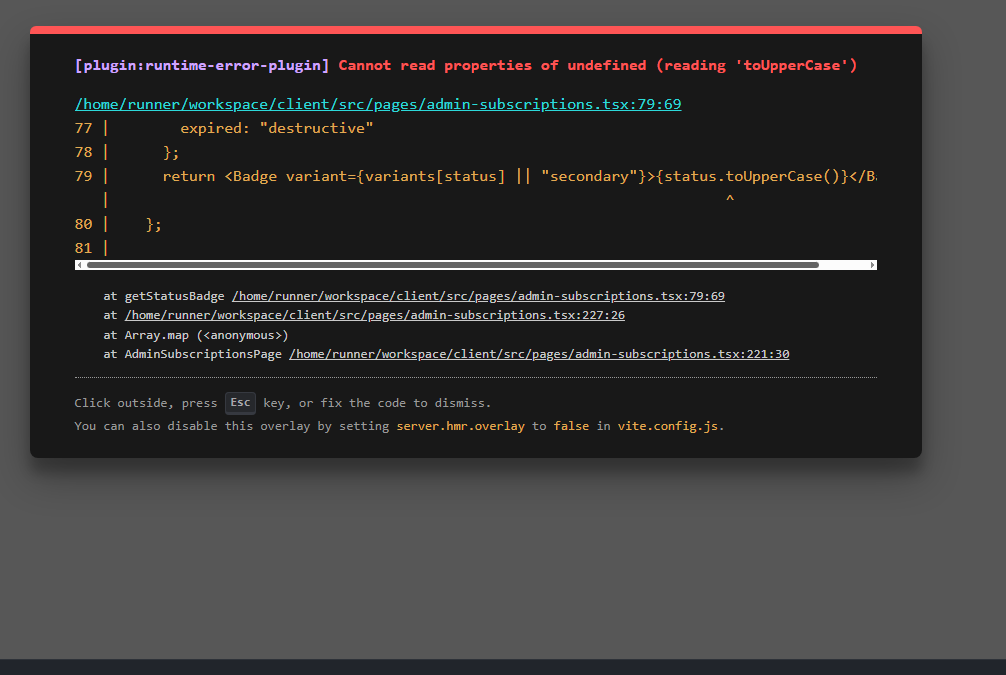 [plugin:runtime-error-plugin] Cannot read properties of undefined (reading 'toUpperCase')
/home/runner/workspace/client/src/pages/admin-subscriptions.tsx:79:69
77 |        expired: "destructive"
78 |      };
79 |      return <Badge variant={variants[status] || "secondary"}>{status.toUpperCase()}</B
|                                                                      ^
80 |    };
81 |
at getStatusBadge /home/runner/workspace/client/src/pages/admin-subscriptions.tsx:79:69
at /home/runner/workspace/client/src/pages/admin-subscriptions.tsx:227:26
at Array.map (<anonymous>)
at AdminSubscriptionsPage /home/runner/workspace/client/src/pages/admin-subscriptions.tsx:221:30
Click outside, press Esc key, or fix the code to dismiss.
You can also disable this overlay by setting server.hmr.overlay to false in vite.config.js.